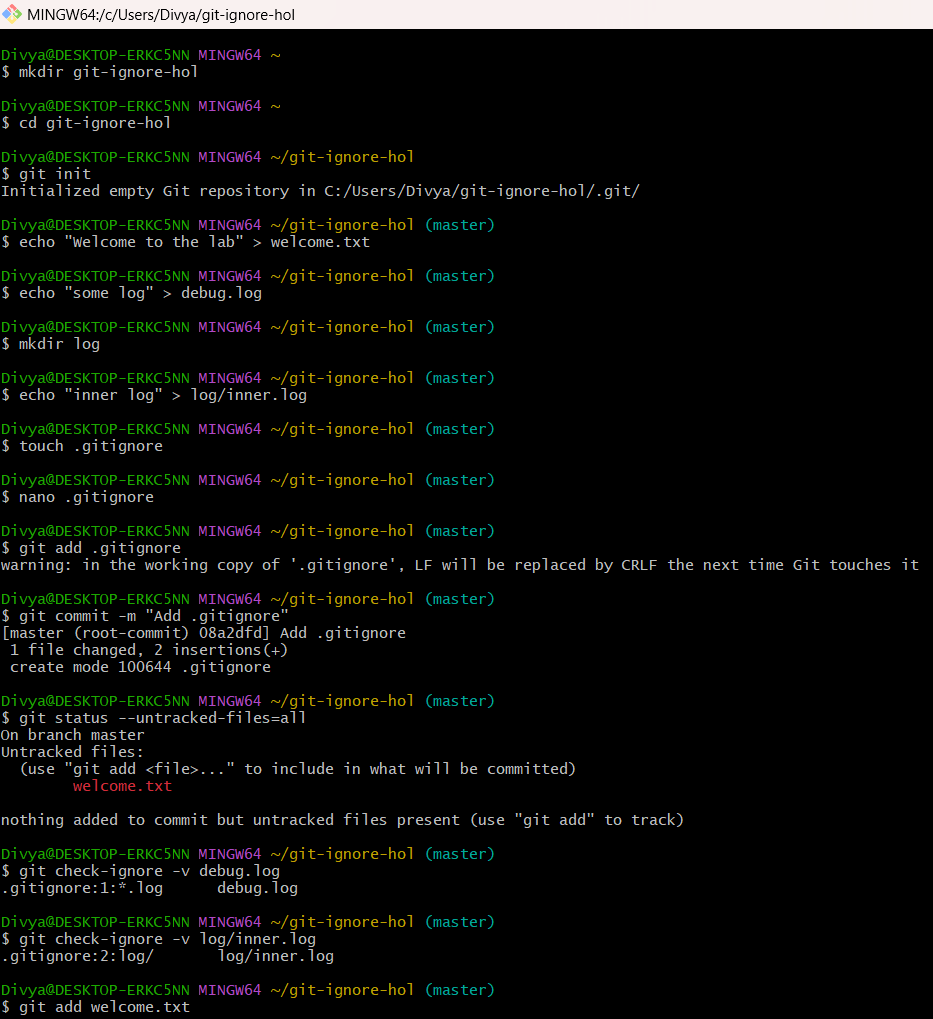 MINGW64:/c/Users/Divya/git-ignore-hol
Divya@DESKTOP-ERKC5NN MINGW64 ~
$ mkdir git-ignore-hol
Divya@DESKTOP-ERKC5NN MINGW64 ~
$ cd git-ignore-hol
Divya@DESKTOP-ERKC5NN MINGW64 ~/git-ignore-hol
$ git init
Initialized empty Git repository in C:/Users/Divya/git-ignore-hol/.git/
Divya@DESKTOP-ERKC5NN MINGW64 ~/git-ignore-hol (master)
$ echo "Welcome to the lab" > welcome.txt
Divya@DESKTOP-ERKC5NN MINGW64 ~/git-ignore-hol (master)
$ echo "some log" > debug.log
Divya@DESKTOP-ERKC5NN MINGW64 ~/git-ignore-hol (master)
$ mkdir log
Divya@DESKTOP-ERKC5NN MINGW64 ~/git-ignore-hol (master)
$ echo "inner log" > log/inner.log
Divya@DESKTOP-ERKC5NN MINGW64 ~/git-ignore-hol (master)
$ touch .gitignore
Divya@DESKTOP-ERKC5NN MINGW64 ~/git-ignore-hol (master)
$ nano .gitignore
Divya@DESKTOP-ERKC5NN MINGW64 ~/git-ignore-hol (master)
$ git add .gitignore
warning: in the working copy of '.gitignore', LF will be replaced by CRLF the next time Git touches it
Divya@DESKTOP-ERKC5NN MINGW64 ~/git-ignore-hol (master)
$ git commit -m "Add .gitignore"
[master (root-commit) 08a2dfd] Add .gitignore
 1 file changed, 2 insertions(+)
 create mode 100644 .gitignore
Divya@DESKTOP-ERKC5NN MINGW64 ~/git-ignore-hol (master)
$ git status --untracked-files=all
On branch master
Untracked files:
  (use "git add <file>..." to include in what will be committed)
        welcome.txt
nothing added to commit but untracked files present (use "git add" to track)
Divya@DESKTOP-ERKC5NN MINGW64 ~/git-ignore-hol (master)
$ git check-ignore -v debug.log
.gitignore:1:*.log      debug.log
Divya@DESKTOP-ERKC5NN MINGW64 ~/git-ignore-hol (master)
$ git check-ignore -v log/inner.log
.gitignore:2:log/       log/inner.log
Divya@DESKTOP-ERKC5NN MINGW64 ~/git-ignore-hol (master)
$ git add welcome.txt